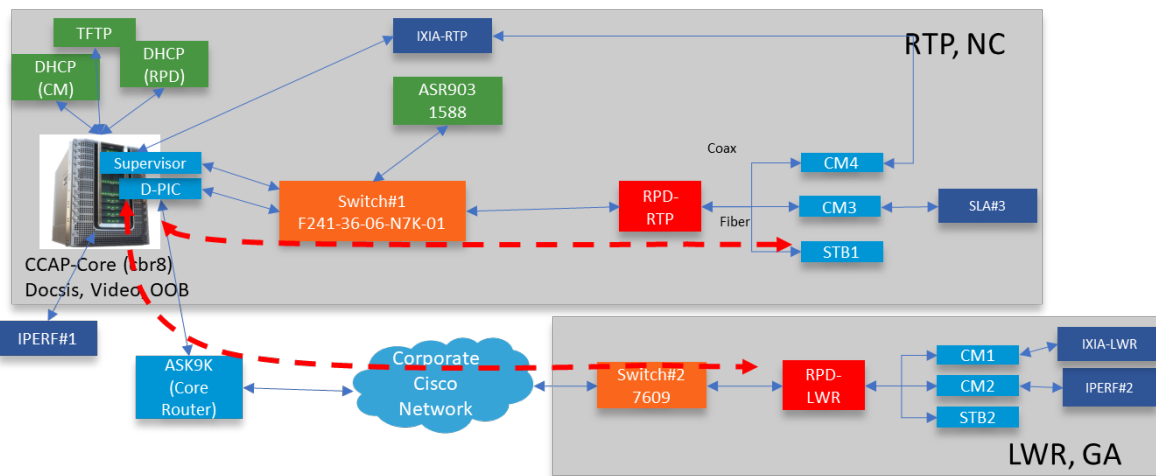 TFTP
DHCP
(CM)
DHCP
(RPD)
IXIA-RTP
RTP, NC
ASR903
1588
Supervisor
D-PIC
Switch#1
F241-36-06-N7K-01
RPD-
RTP
Coax
Fiber
CM4
CM3
STB1
SLA#3
CCAP-Core (cbr8)
Docsis, Video, OOB
IPERF#1
ASK9K
(Core
Router)
Corporate
Cisco
Network
Switch#2
7609
RPD-
LWR
CM1
CM2
STB2
IXIA-LWR
IPERF#2
LWR, GA